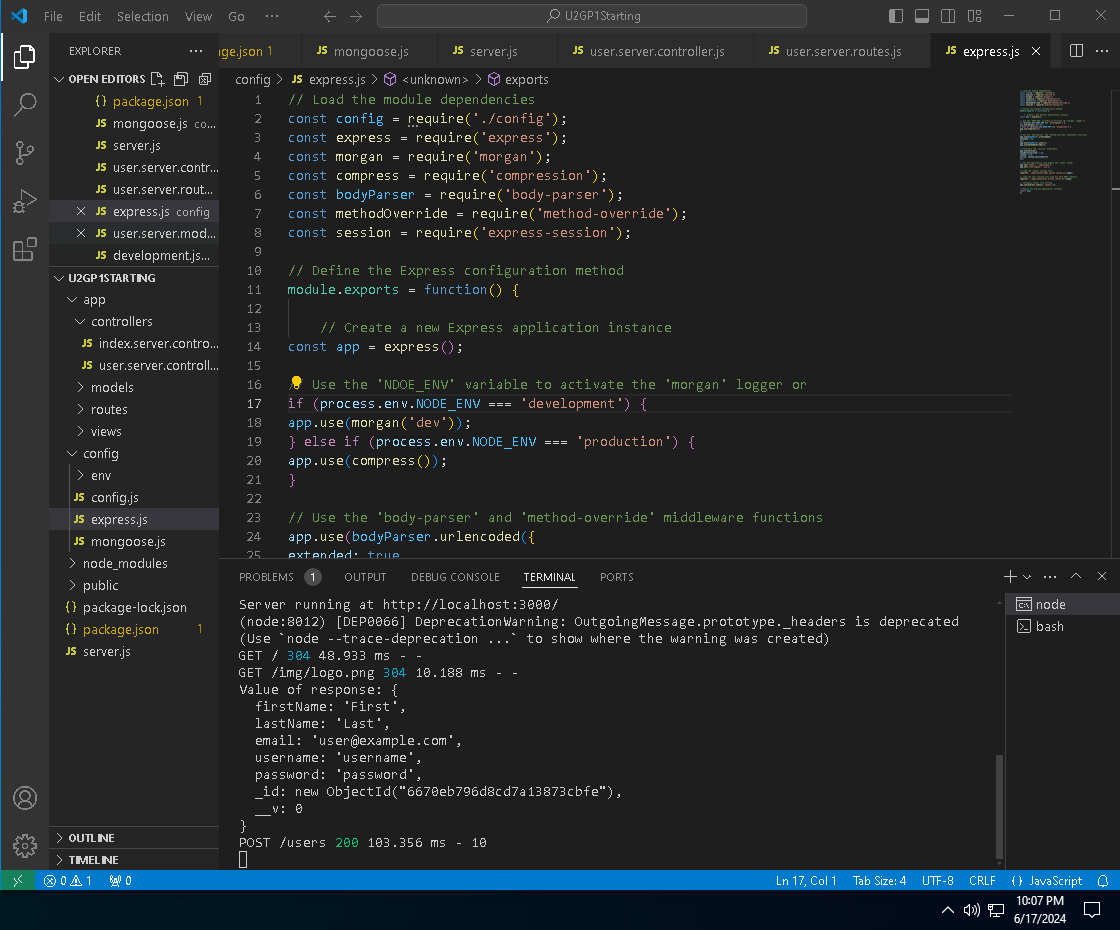 File Edit Selection View Go ··· U2GP1Starting
EXPLORER ···
OPEN EDITORS
{} package.json 1
JS mongoose.js co...
JS server.js
JS user.server.contr...
JS user.server.rout...
JS express.js config
JS user.server.mod...
JS development.js...
U2GP1STARTING
app
controllers
JS index.server.contro...
JS user.server.controll...
models
routes
views
config
env
JS config.js
JS express.js
JS mongoose.js
node_modules
public
{} package-lock.json
{} package.json 1
JS server.js
OUTLINE
TIMELINE
ge.json 1 JS mongoose.js JS server.js JS user.server.controller.js JS user.server.routes.js JS express.js
config > JS express.js > <unknown> > exports
1 // Load the module dependencies
2 const config = require('./config');
3 const express = require('express');
4 const morgan = require('morgan');
5 const compress = require('compression');
6 const bodyParser = require('body-parser');
7 const methodOverride = require('method-override');
8 const session = require('express-session');
9
10 // Define the Express configuration method
11 module.exports = function() {
12
13 // Create a new Express application instance
14 const app = express();
15
16 / Use the 'NDOE_ENV' variable to activate the 'morgan' logger or
17 if (process.env.NODE_ENV === 'development') {
18 app.use(morgan('dev'));
19 } else if (process.env.NODE_ENV === 'production') {
20 app.use(compress());
21 }
22
23 // Use the 'body-parser' and 'method-override' middleware functions
24 app.use(bodyParser.urlencoded({
25 extended: true
PROBLEMS 1 OUTPUT DEBUG CONSOLE TERMINAL PORTS
Server running at http://localhost:3000/
(node:8012) [DEP0066] DeprecationWarning: OutgoingMessage.prototype._headers is deprecated
(Use `node --trace-deprecation ...` to show where the warning was created)
GET / 304 48.933 ms - -
GET /img/logo.png 304 10.188 ms - -
Value of response: {
firstName: 'First',
lastName: 'Last',
email: 'user@example.com',
username: 'username',
password: 'password',
_id: new ObjectId("6670eb796d8cd7a13873cbfe"),
__v: 0
}
POST /users 200 103.356 ms - 10
node
bash
0 1 0 Ln 17, Col 1 Tab Size: 4 UTF-8 CRLF {} JavaScript
10:07 PM
6/17/2024